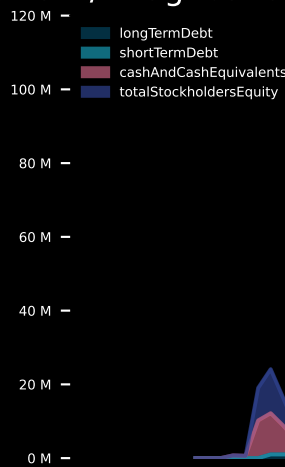 120 M
longTermDebt
shortTermDebt
100 M
cashAndCashEquivalents
totalStockholdersEquity
80 M
60 M
40 M
20 M
0 M